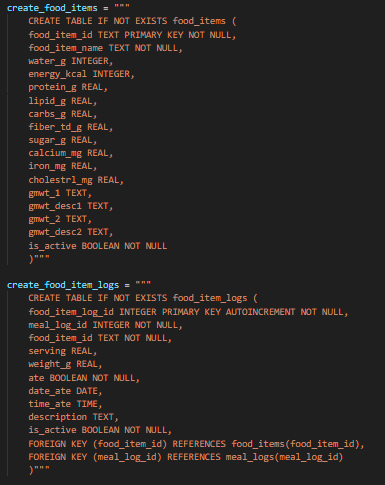 create_food_items = """
CREATE TABLE IF NOT EXISTS food_items (
food_item_id TEXT PRIMARY KEY NOT NULL,
food_item_name TEXT NOT NULL,
water_g INTEGER,
energy_kcal INTEGER,
protein_g REAL,
lipid_g REAL,
carbs_g REAL,
fiber_td_g REAL,
sugar_g REAL,
calcium_mg REAL,
iron_mg REAL,
cholestrl_mg REAL,
gmwt_1 TEXT,
gmwt_desc1 TEXT,
gmwt_2 TEXT,
gmwt_desc2 TEXT,
is_active BOOLEAN NOT NULL
)"""
create_food_item_logs = """
CREATE TABLE IF NOT EXISTS food_item_logs (
food_item_log_id INTEGER PRIMARY KEY AUTOINCREMENT NOT NULL,
meal_log_id INTEGER NOT NULL,
food_item_id TEXT NOT NULL,
serving REAL,
weight_g REAL,
ate BOOLEAN NOT NULL,
date_ate DATE,
time_ate TIME,
description TEXT,
is_active BOOLEAN NOT NULL,
FOREIGN KEY (food_item_id) REFERENCES food_items(food_item_id),
FOREIGN KEY (meal_log_id) REFERENCES meal_logs(meal_log_id)
)"""